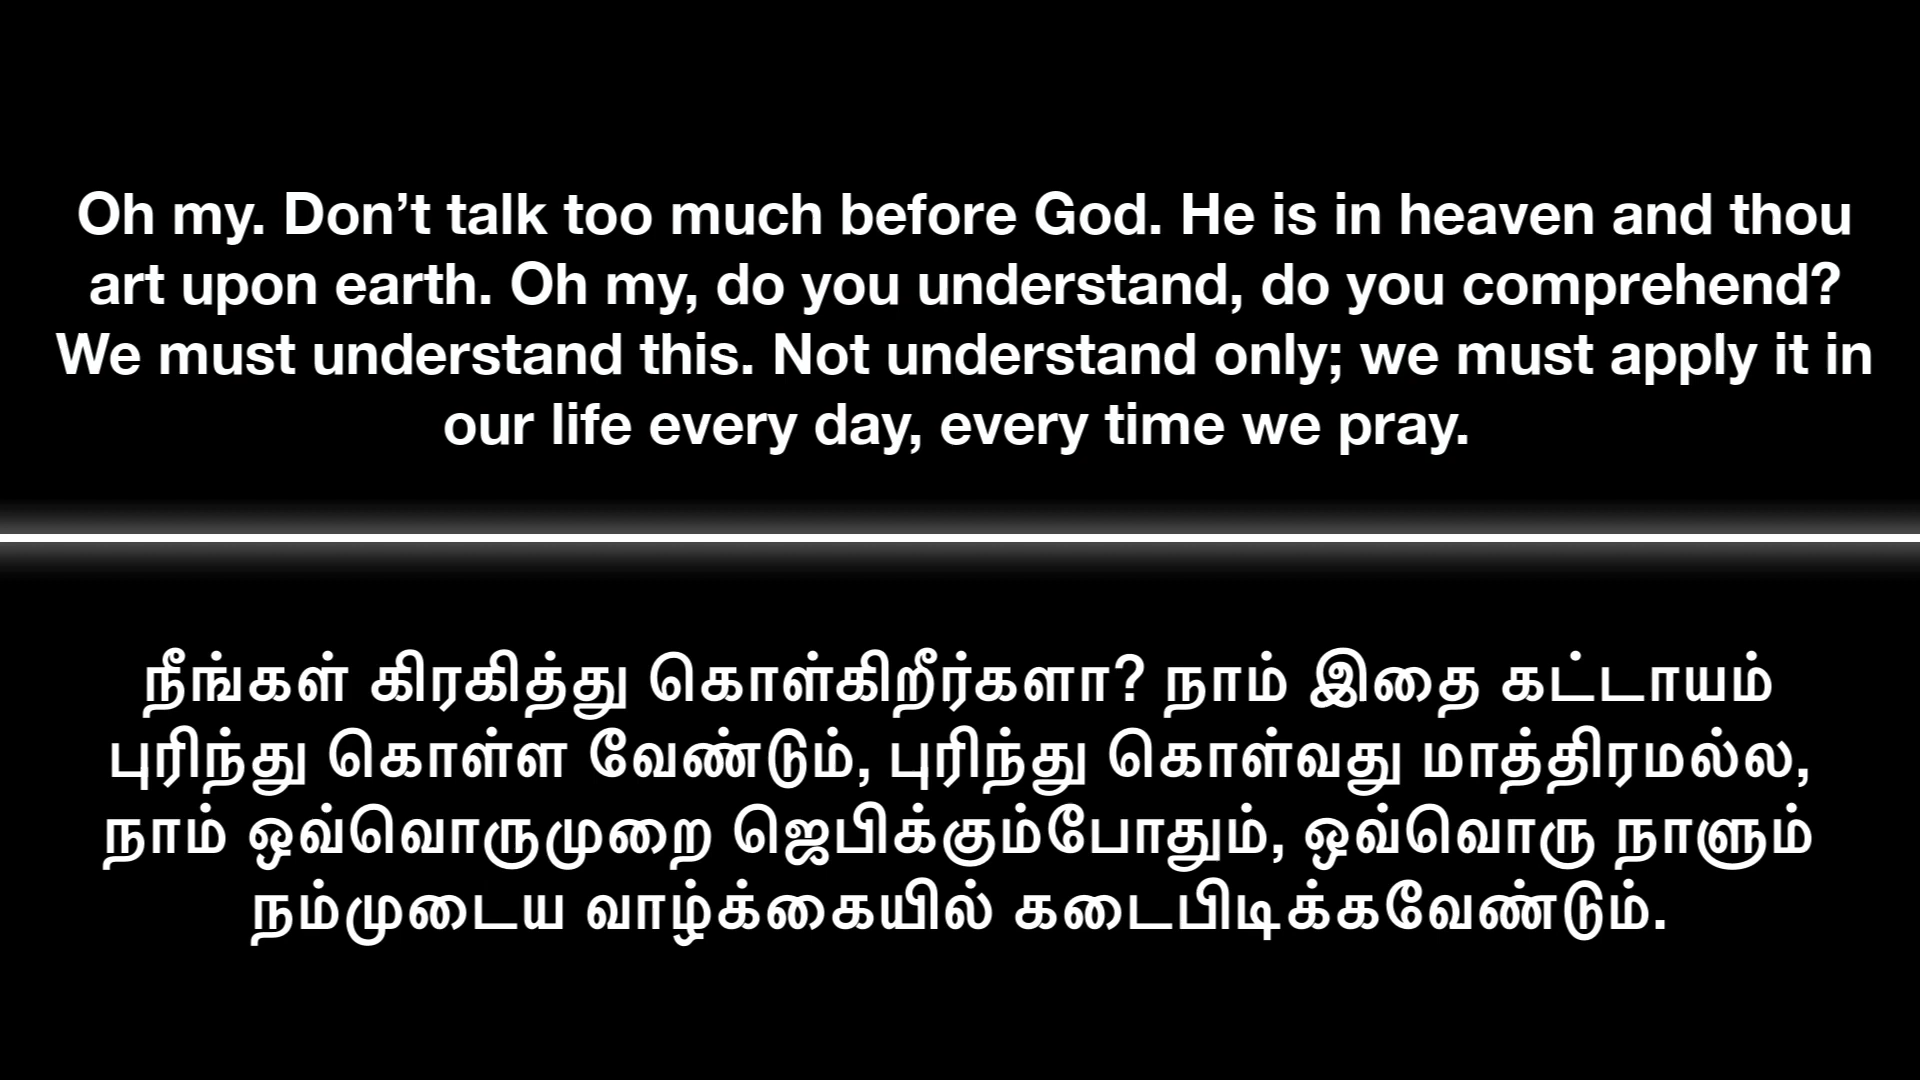 Oh my. Don’t talk too much before God. He is in heaven and thou
art upon earth. Oh my, do you understand, do you comprehend?
We must understand this. Not understand only; we must apply it in
our life every day, every time we pray.
நீங்கள் கிரகித்து கொள்கிறீர்களா? நாம் இதை கட்டாயம்
புரிந்து கொள்ள வேண்டும், புரிந்து கொள்வது மாத்திரமல்ல,
நாம் ஒவ்வொருமுறை ஜெபிக்கும்போதும், ஒவ்வொரு நாளும்
நம்முடைய வாழ்க்கையில் கடைபிடிக்கவேண்டும்.